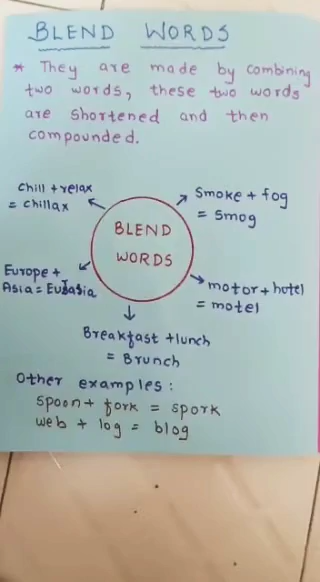 BLEND WORDS
* They are made by combining
two words, these two words
are shortened and then
compounded.
chill + relax
= chillax
smoke + fog
= smog
BLEND
WORDS
Europe +
Asia = Eurasia
motor + hotel
= motel
Breakfast + lunch
= Brunch
Other examples :
spoon + fork = spork
web + log = blog